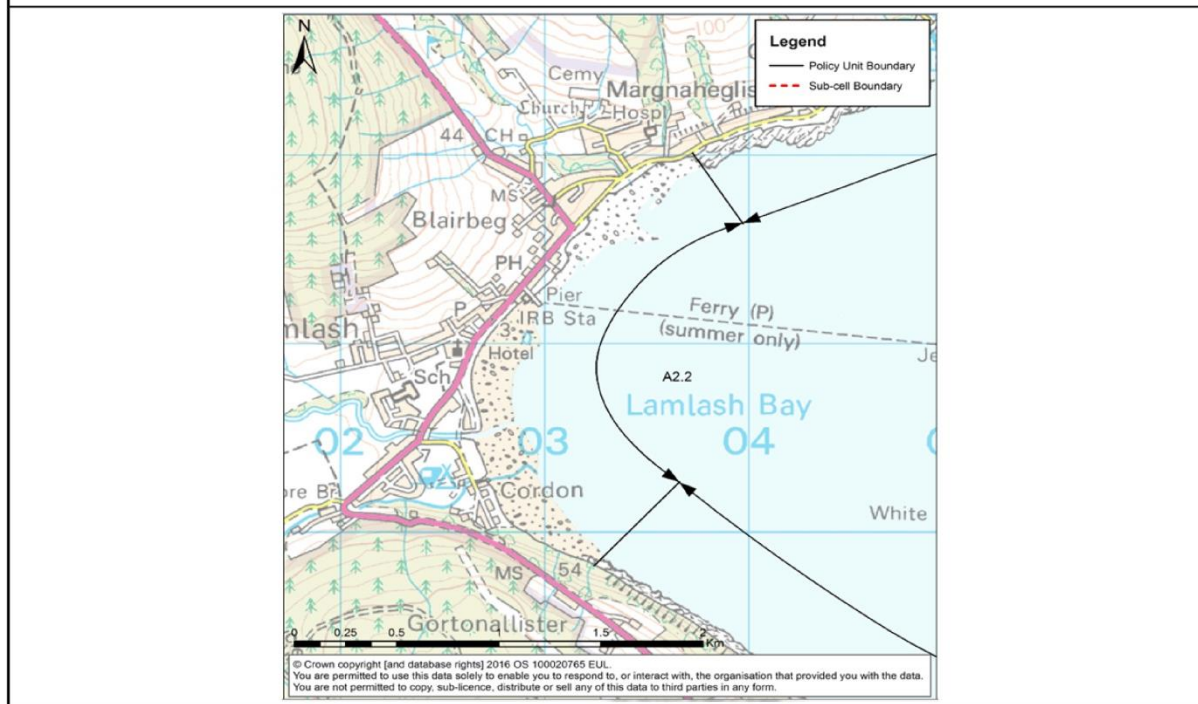 N
100
Legend
Policy Unit Boundary
Sub-cell Boundary
Cemy
Margnaheglis
Church
Hospl
44 CH
MS
Blairbeg
PH
Pier
Ferry (P)
(summer only)
P
3
IRB Sta
mlash
Hotel
Je
Sch
A2.2
Lamlash Bay
02 03 04
ore Br
Cordon
White
MS 54
Gortonallister
0 0.25 0.5 1 1.5 2
Km
© Crown copyright [and database rights] 2016 OS 100020765 EUL.
You are permitted to use this data solely to enable you to respond to, or interact with, the organisation that provided you with the data.
You are not permitted to copy, sub-licence, distribute or sell any of this data to third parties in any form.